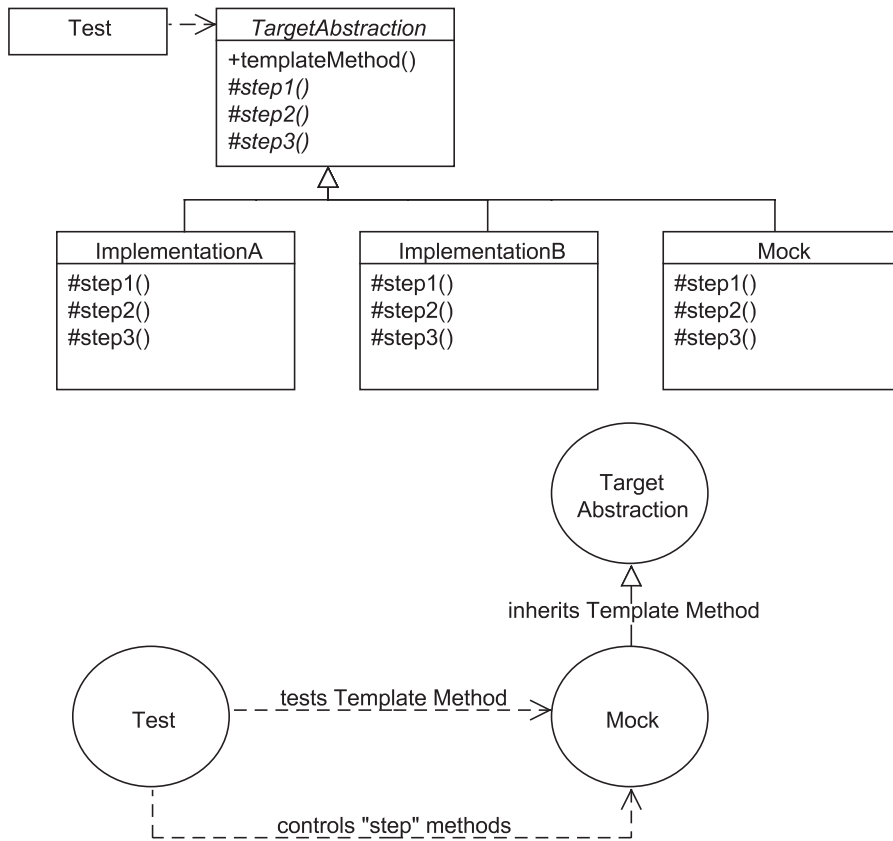 Test
TargetAbstraction
+templateMethod()
#step1()
#step2()
#step3()
ImplementationA
#step1()
#step2()
#step3()
ImplementationB
#step1()
#step2()
#step3()
Mock
#step1()
#step2()
#step3()
Target
Abstraction
inherits Template Method
Test
tests Template Method
Mock
controls "step" methods